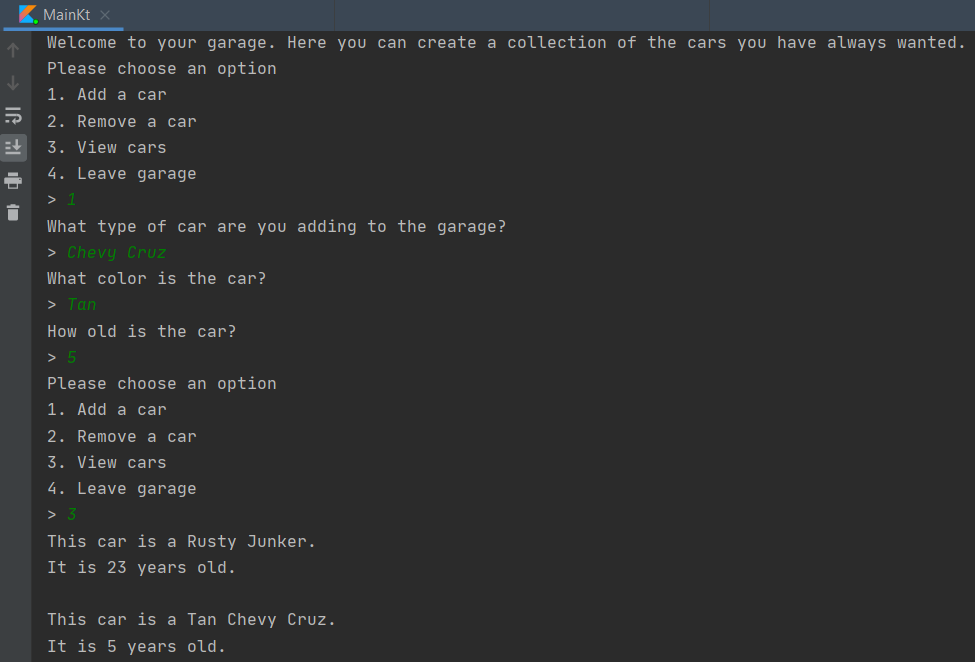 MainKt
Welcome to your garage. Here you can create a collection of the cars you have always wanted.
Please choose an option
1. Add a car
2. Remove a car
3. View cars
4. Leave garage
> 1
What type of car are you adding to the garage?
> Chevy Cruz
What color is the car?
> Tan
How old is the car?
> 5
Please choose an option
1. Add a car
2. Remove a car
3. View cars
4. Leave garage
> 3
This car is a Rusty Junker.
It is 23 years old.

This car is a Tan Chevy Cruz.
It is 5 years old.